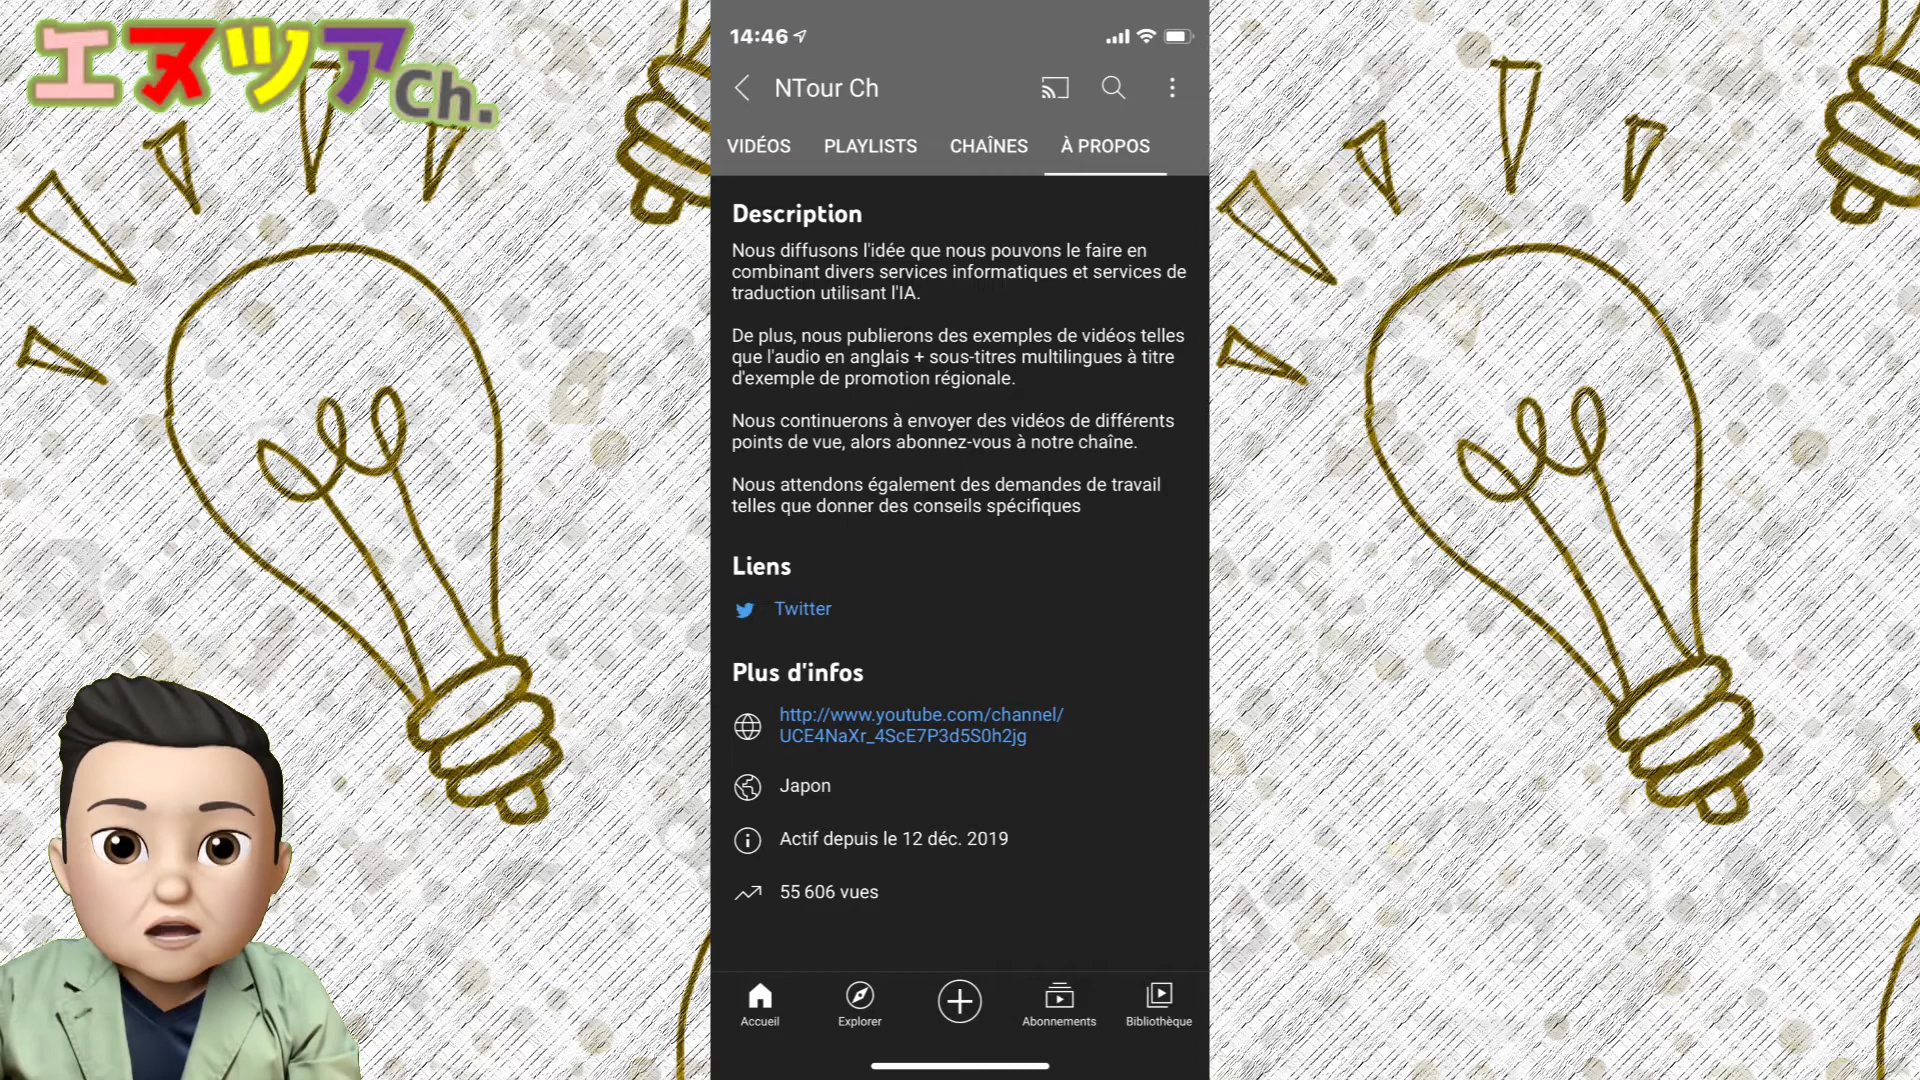 エヌツアCh.
14:46
NTour Ch
VIDÉOS PLAYLISTS CHAÎNES À PROPOS
Description
Nous diffusons l'idée que nous pouvons le faire en
combinant divers services informatiques et services de
traduction utilisant l'IA.
De plus, nous publierons des exemples de vidéos telles
que l'audio en anglais + sous-titres multilingues à titre
d'exemple de promotion régionale.
Nous continuerons à envoyer des vidéos de différents
points de vue, alors abonnez-vous à notre chaîne.
Nous attendons également des demandes de travail
telles que donner des conseils spécifiques
Liens
Twitter
Plus d'infos
http://www.youtube.com/channel/
UCE4NaXr_4ScE7P3d5S0h2jg
Japon
Actif depuis le 12 déc. 2019
55 606 vues
Accueil Explorer Abonnements Bibliothèque